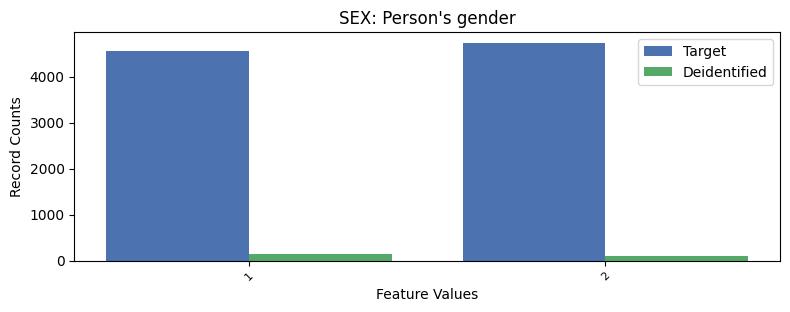 SEX: Person's gender
Target
Deidentified
Record Counts
4000
3000
2000
1000
0
1
2
Feature Values